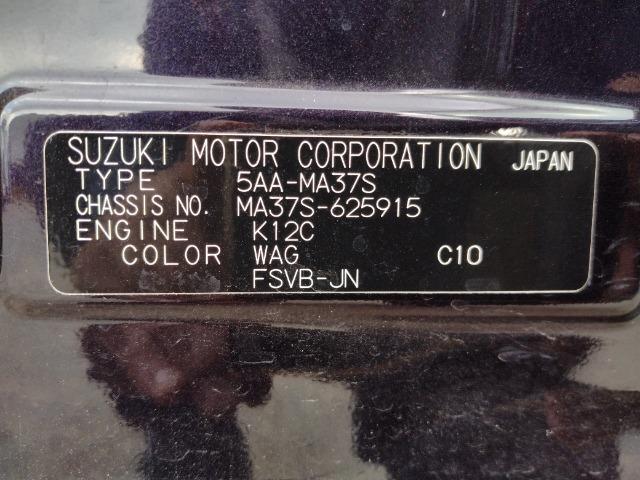 SUZUKI MOTOR CORPORATION JAPAN
TYPE 5AA-MA37S
CHASSIS NO. MA37S-625915
ENGINE K12C
COLOR WAG C10
FSVB-JN